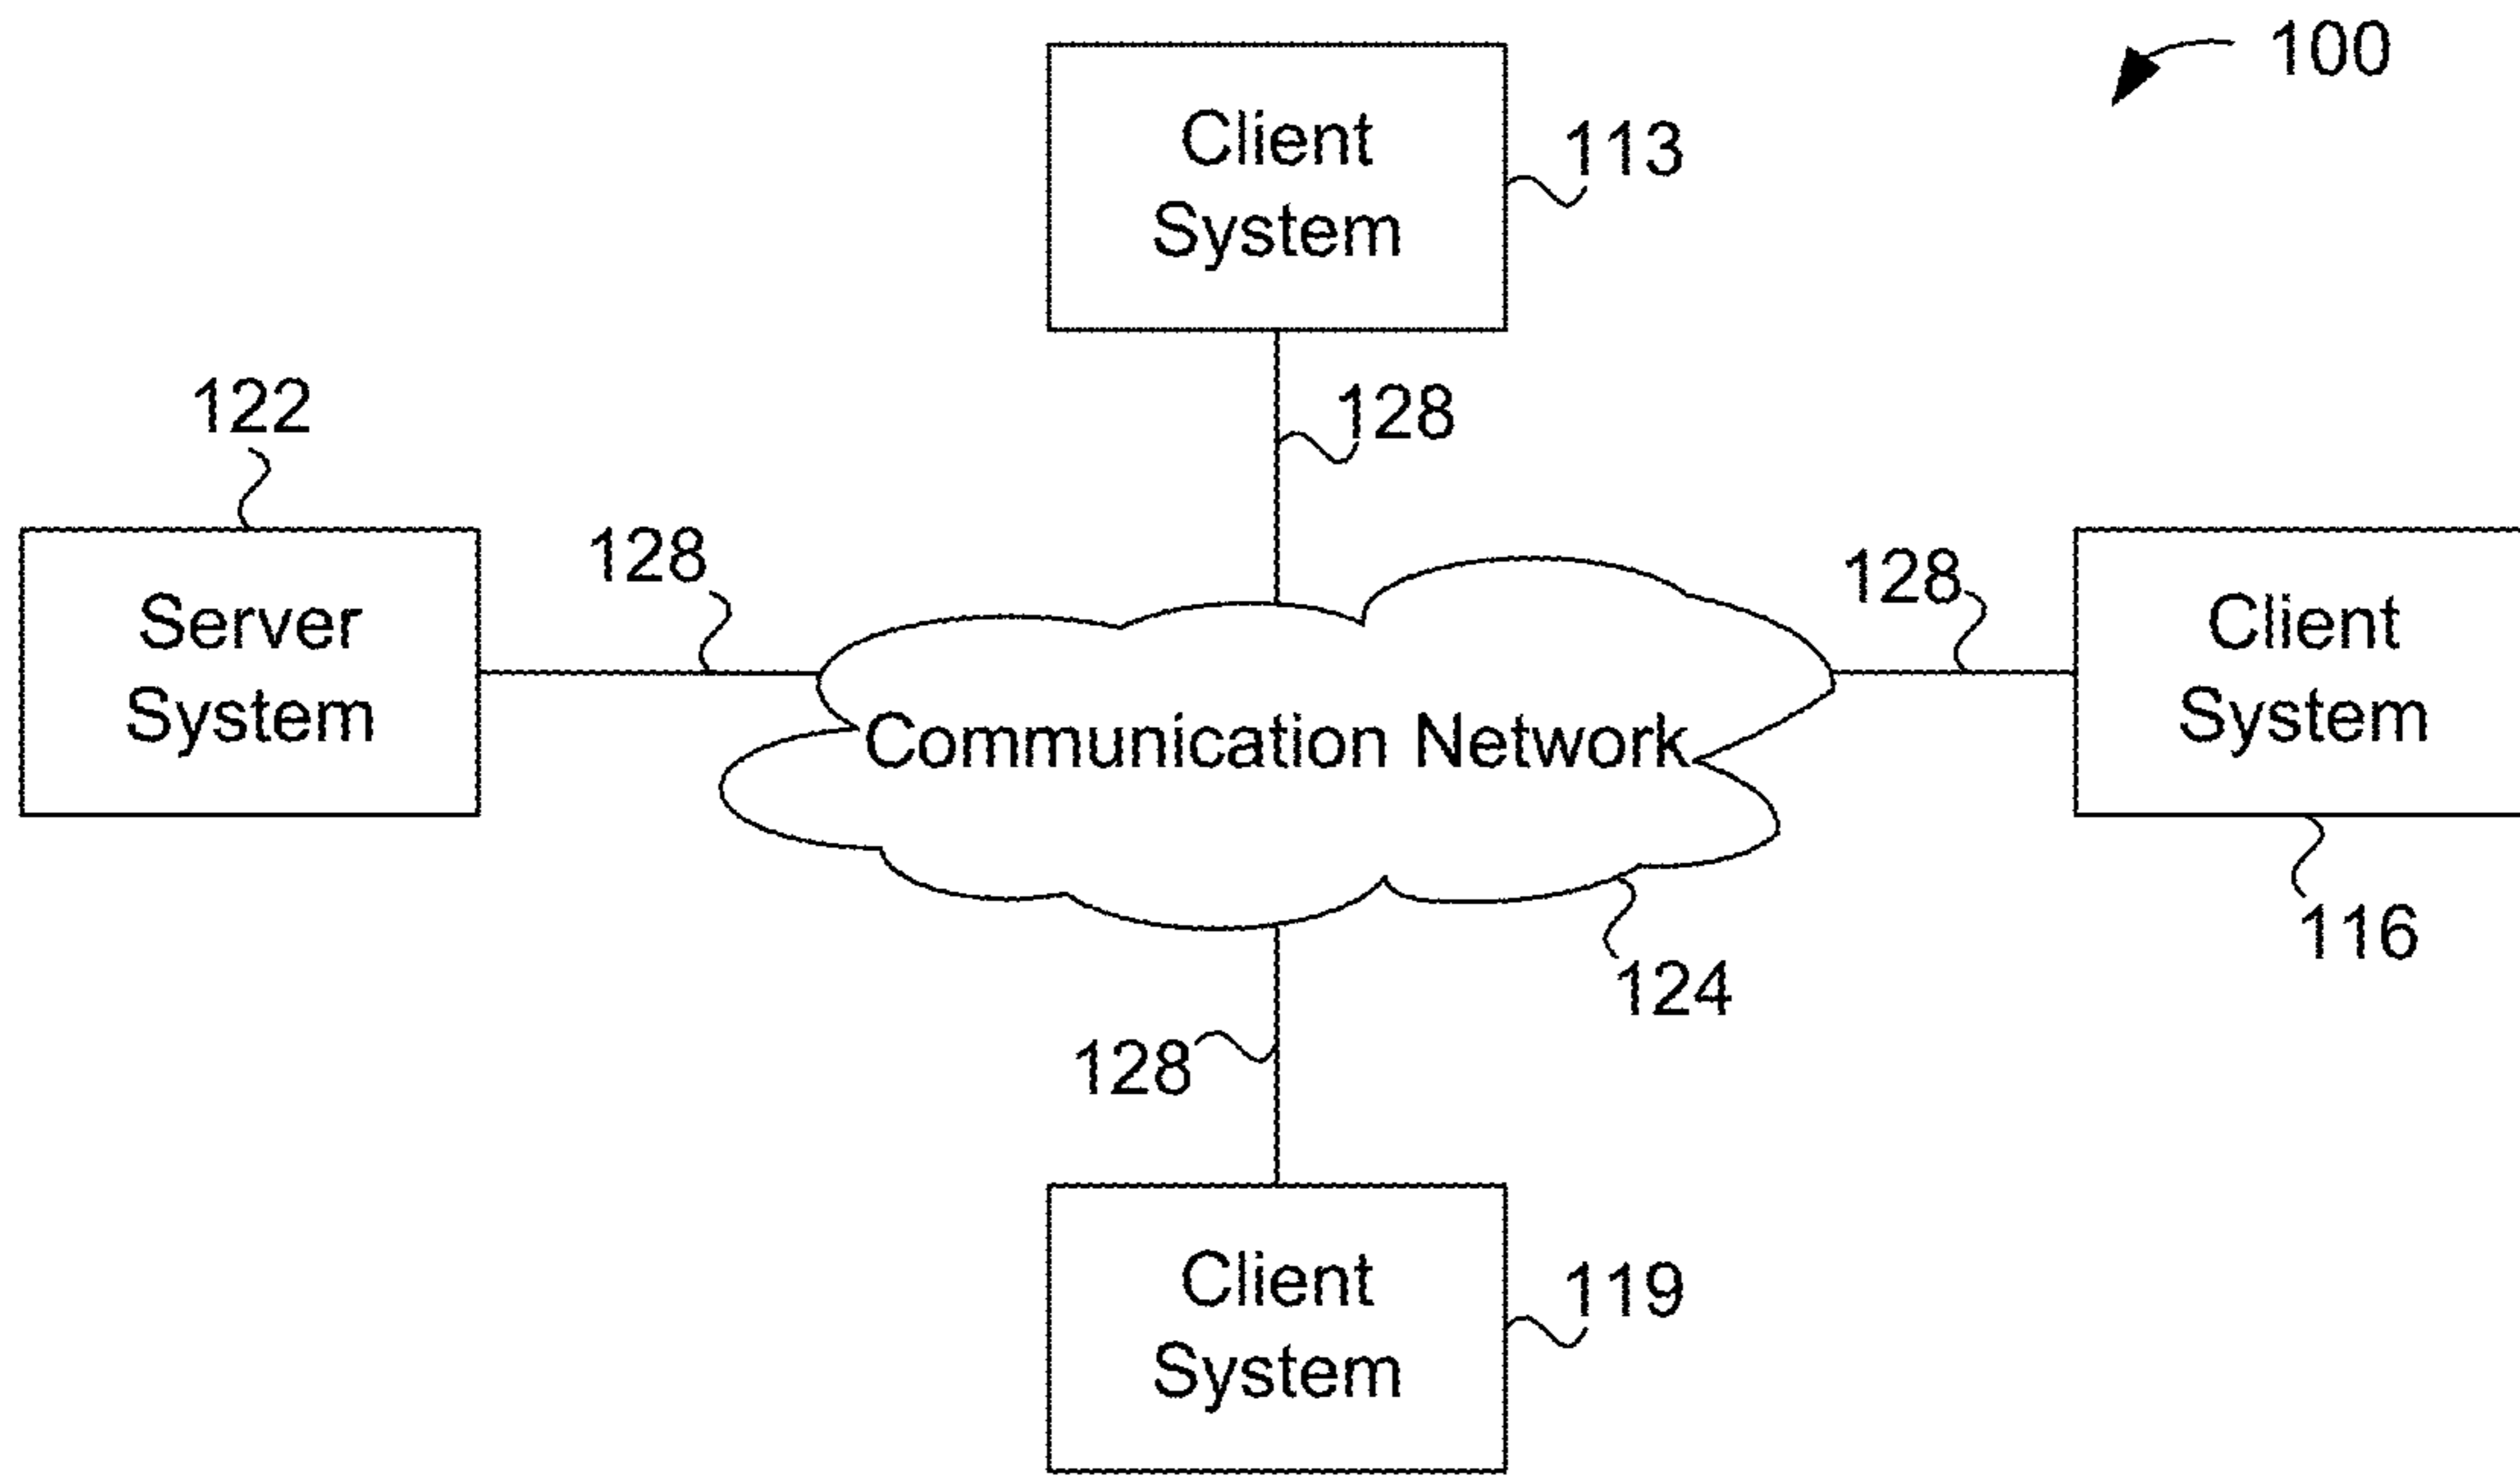 100
Client
System
113
128
122
Server
System
128
Communication Network
128
Client
System
116
124
128
Client
System
119